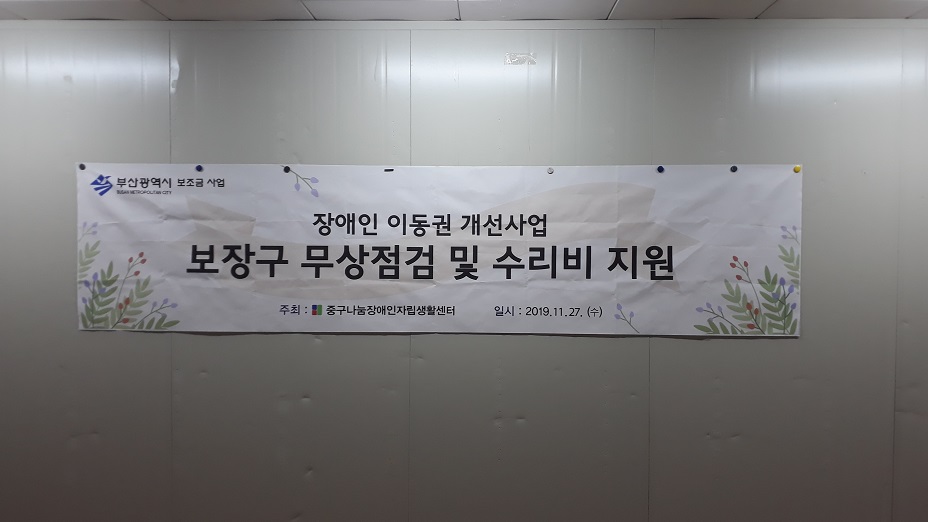 부산광역시 보조금 사업
BUSAN METROPOLITAN CITY
장애인 이동권 개선사업
보장구 무상점검 및 수리비 지원
주최 : 중구나눔장애인자립생활센터 일시 : 2019.11.27. (수)